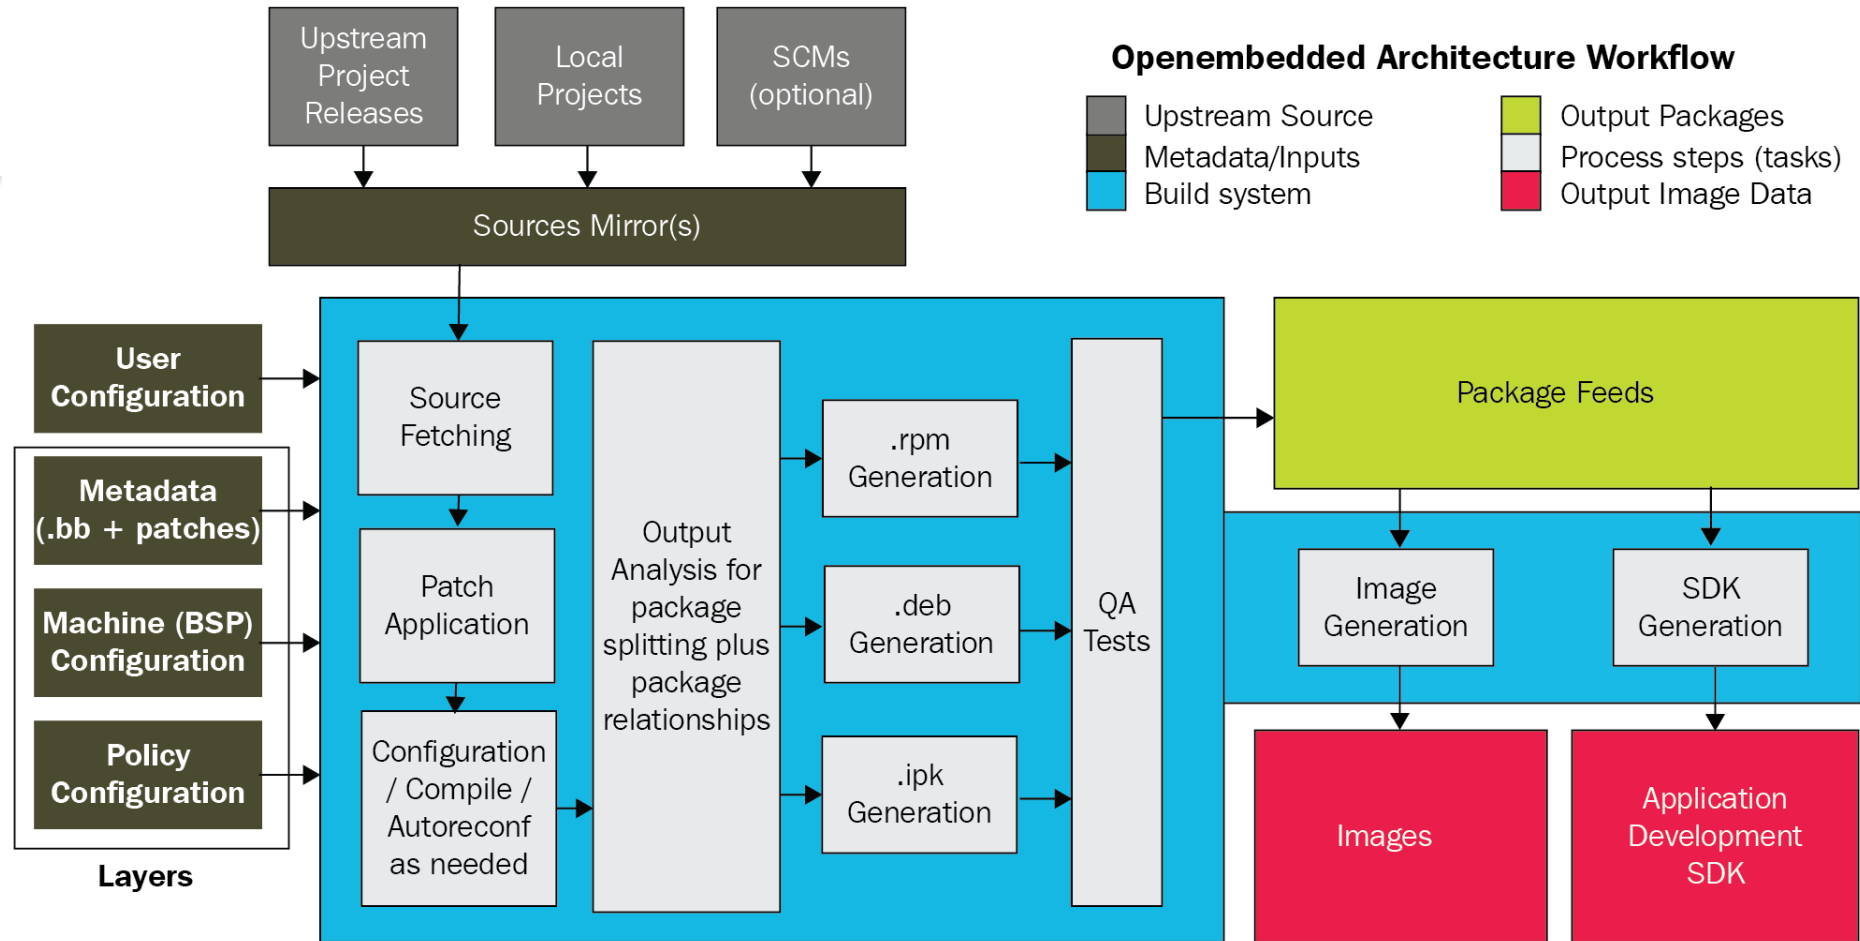 Upstream
Project
Releases
Local
Projects
SCMs
(optional)
Openembedded Architecture Workflow
Upstream Source
Metadata/Inputs
Build system
Output Packages
Process steps (tasks)
Output Image Data
Sources Mirror(s)
User
Configuration
Metadata
(.bb + patches)
Machine (BSP)
Configuration
Policy
Configuration
Layers
Source
Fetching
Patch
Application
Configuration
/ Compile /
Autoreconf
as needed
Output
Analysis for
package
splitting plus
package
relationships
.rpm
Generation
.deb
Generation
.ipk
Generation
QA
Tests
Package Feeds
Image
Generation
SDK
Generation
Images
Application
Development
SDK